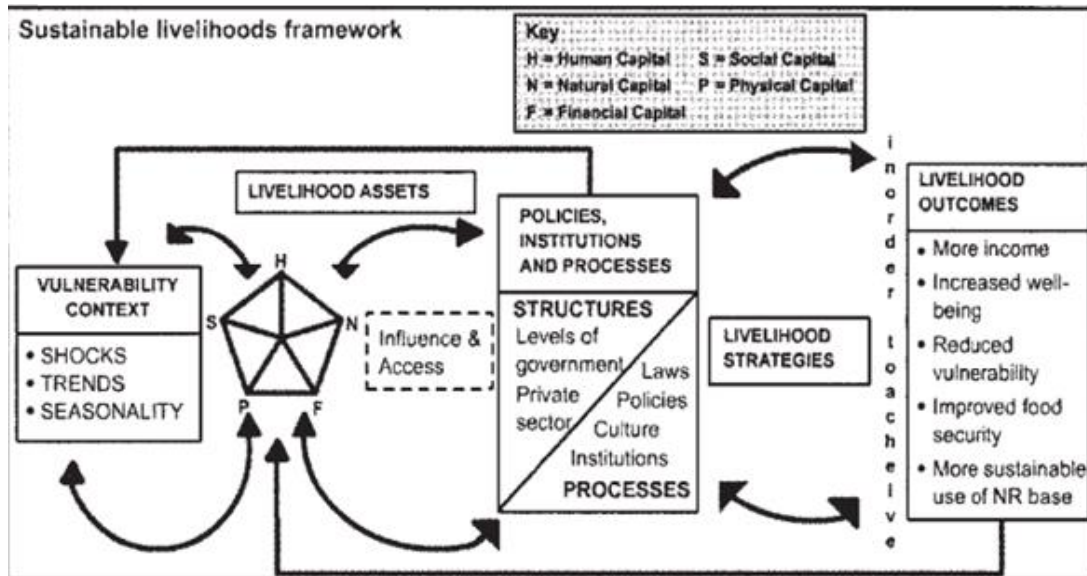 Sustainable livelihoods framework
Key
H = Human Capital S = Social Capital
N = Natural Capital P = Physical Capital
F = Financial Capital
LIVELIHOOD ASSETS
H
S
N
P
F
VULNERABILITY
CONTEXT
• SHOCKS
• TRENDS
• SEASONALITY
Influence &
Access
POLICIES,
INSTITUTIONS
AND PROCESSES
STRUCTURES
Levels of
government
Private
sector
Laws
Policies
Culture
Institutions
PROCESSES
LIVELIHOOD
STRATEGIES
inorder toacheive
LIVELIHOOD
OUTCOMES
• More income
• Increased well-
being
• Reduced
vulnerability
• Improved food
security
• More sustainable
use of NR base